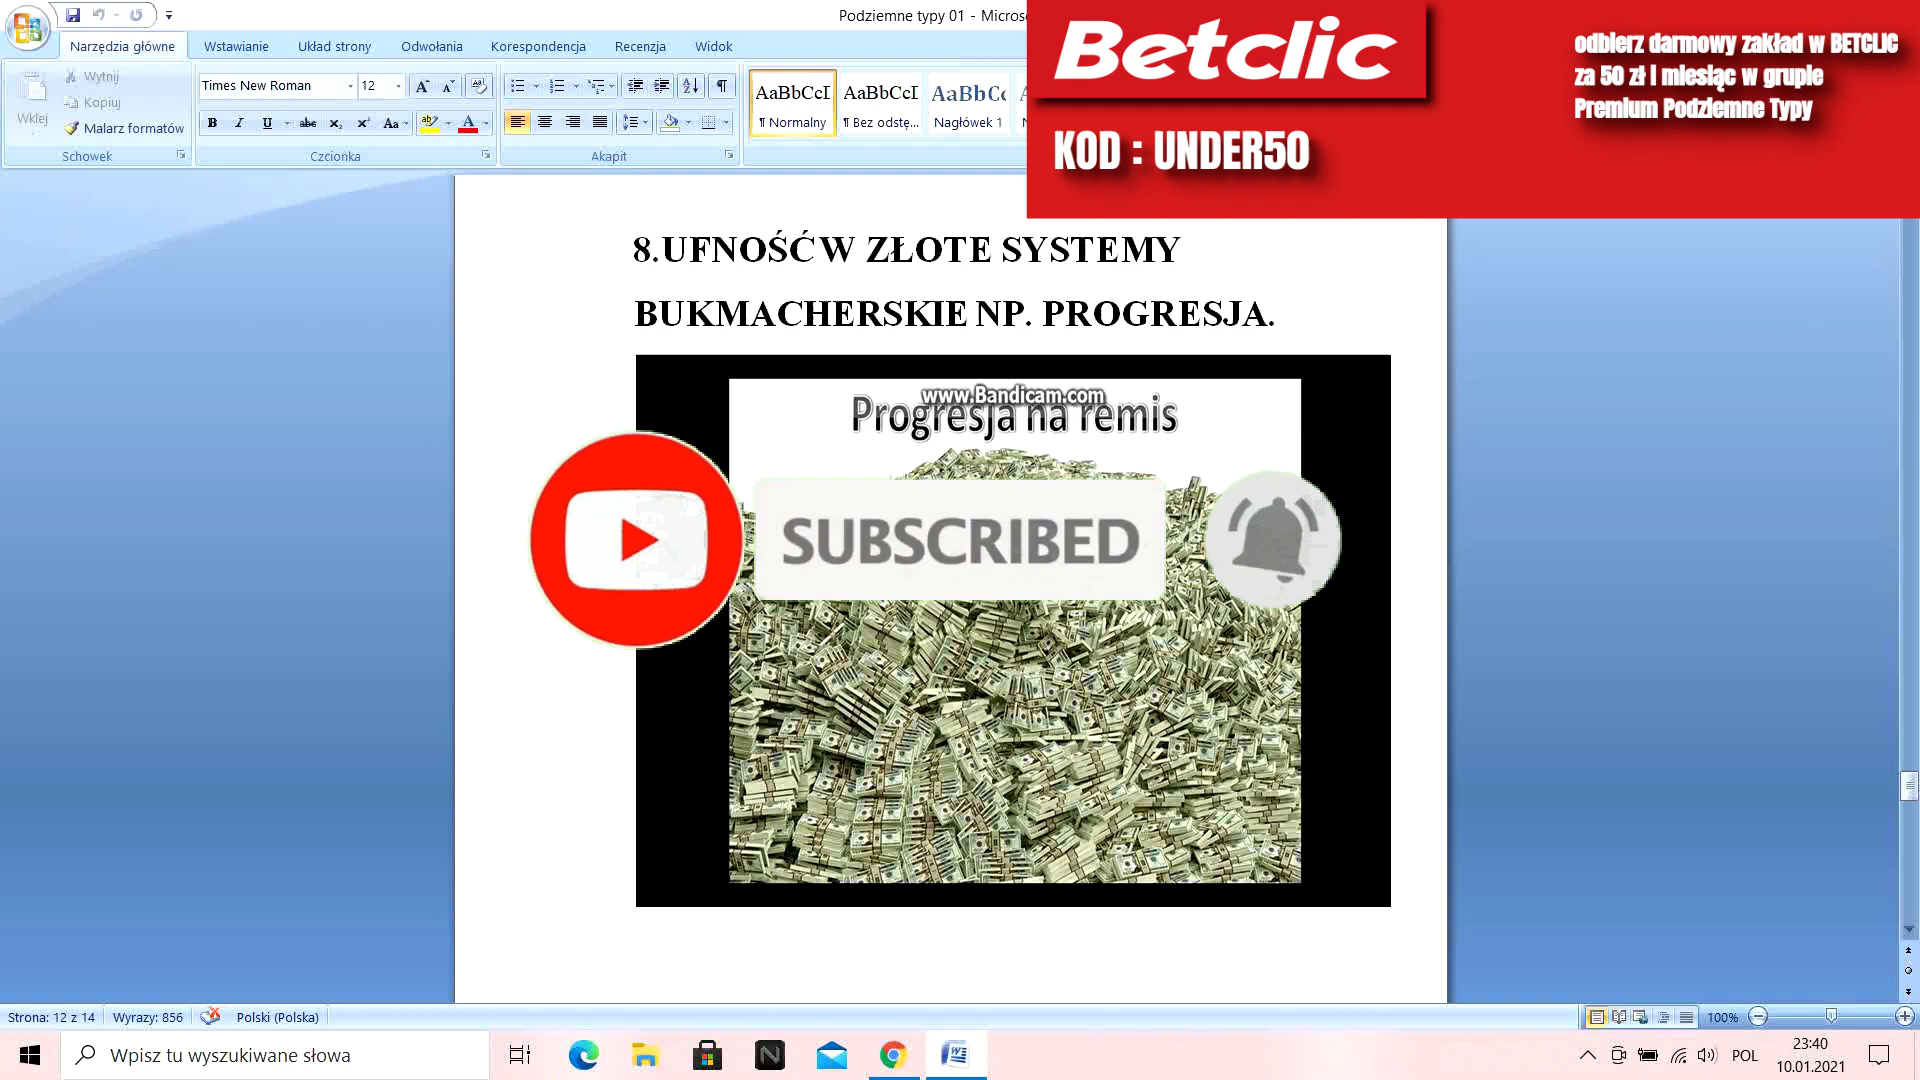 Podziemne typy 01 - Micros
Narzędzia główne
Wstawianie
Układ strony
Odwołania
Korespondencja
Recenzja
Widok
Wklej
Wytnij
Kopiuj
Malarz formatów
Schowek
Times New Roman
12
Czcionka
Akapit
AaBbCcI
¶ Normalny
AaBbCcI
¶ Bez odstę...
AaBbCc
Nagłówek 1
Betclic
KOD : UNDER50
odbierz darmowy zakład w BETCLIC
za 50 zł i miesiąc w grupie
Premium Podziemne Typy
8.UFNOŚĆ W ZŁOTE SYSTEMY
BUKMACHERSKIE NP. PROGRESJA.
www.Bandicam.com
Progresja na remis
SUBSCRIBED
Strona: 12 z 14
Wyrazy: 856
Polski (Polska)
100%
Wpisz tu wyszukiwane słowa
POL
23:40
10.01.2021